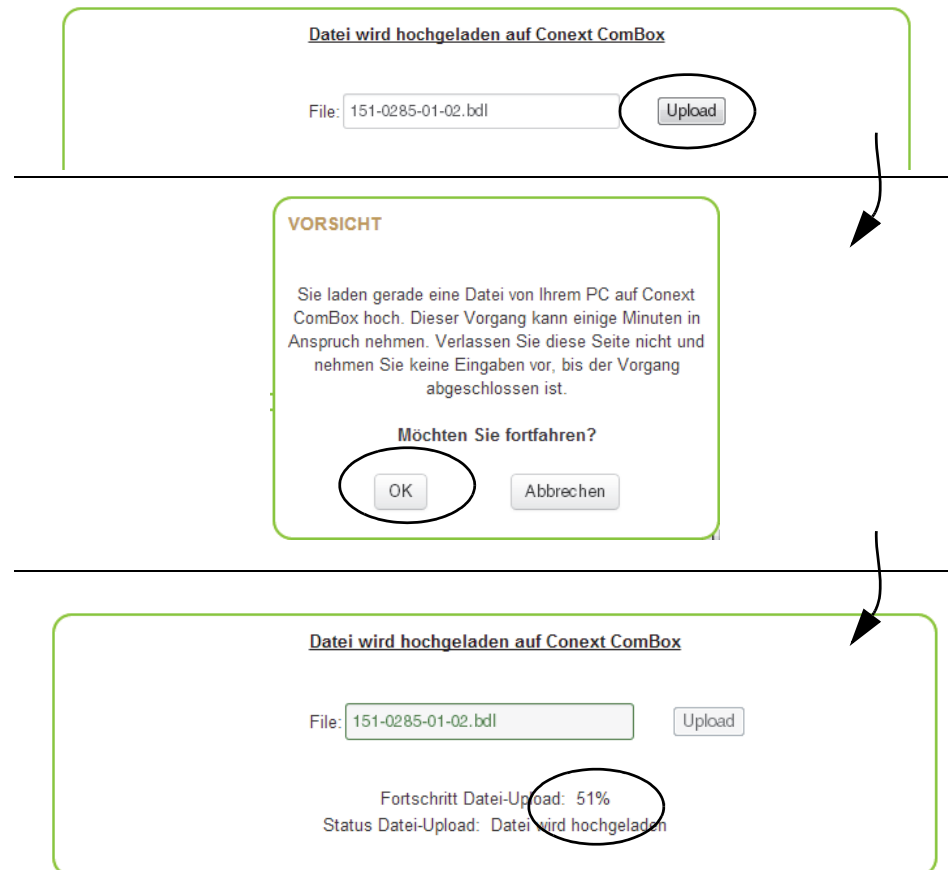 Datei wird hochgeladen auf Conext ComBox
File: 151-0285-01-02.bdl Upload
VORSICHT
Sie laden gerade eine Datei von Ihrem PC auf Conext
ComBox hoch. Dieser Vorgang kann einige Minuten in
Anspruch nehmen. Verlassen Sie diese Seite nicht und
nehmen Sie keine Eingaben vor, bis der Vorgang
abgeschlossen ist.
Möchten Sie fortfahren?
OK Abbrechen
Datei wird hochgeladen auf Conext ComBox
File: 151-0285-01-02.bdl Upload
Fortschritt Datei-Upload: 51%
Status Datei-Upload: Datei wird hochgeladen